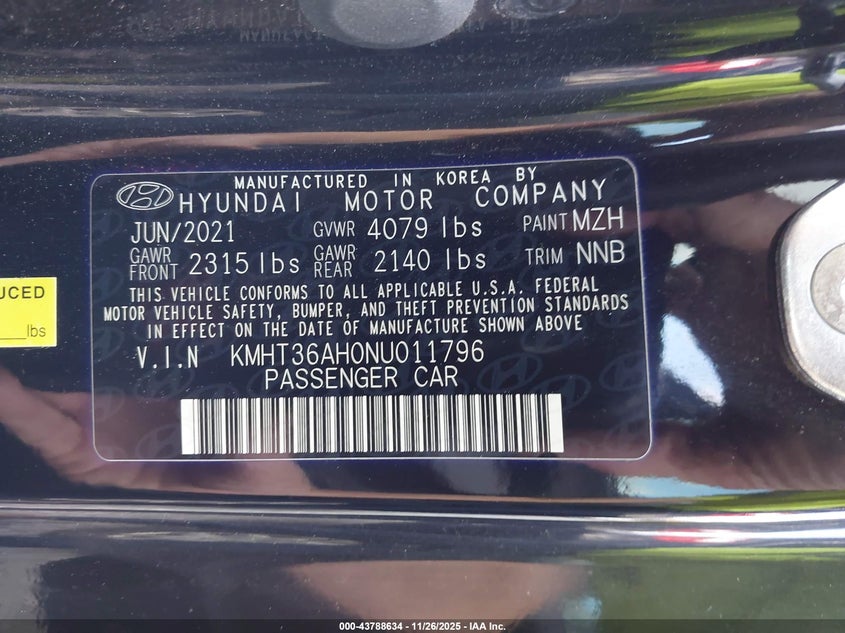 MANUFACTURED IN KOREA BY
HYUNDAI MOTOR COMPANY
JUN/2021 GVWR 4079 lbs PAINT MZH
GAWR FRONT 2315 lbs GAWR REAR 2140 lbs TRIM NNB
THIS VEHICLE CONFORMS TO ALL APPLICABLE U.S.A. FEDERAL
MOTOR VEHICLE SAFETY, BUMPER, AND THEFT PREVENTION STANDARDS
IN EFFECT ON THE DATE OF MANUFACTURE SHOWN ABOVE
V.I.N KMHT36AH0NU011796
PASSENGER CAR
UCED
lbs
000-43788634 | 11/26/2025 - IAA Inc.